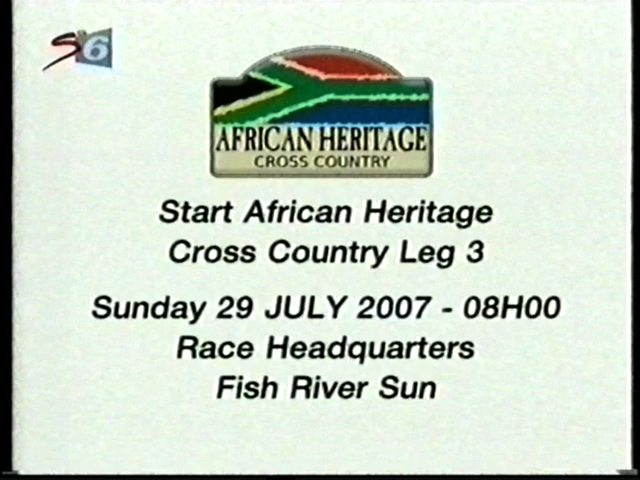 S 6
AFRICAN HERITAGE
CROSS COUNTRY
Start African Heritage
Cross Country Leg 3
Sunday 29 JULY 2007 - 08H00
Race Headquarters
Fish River Sun